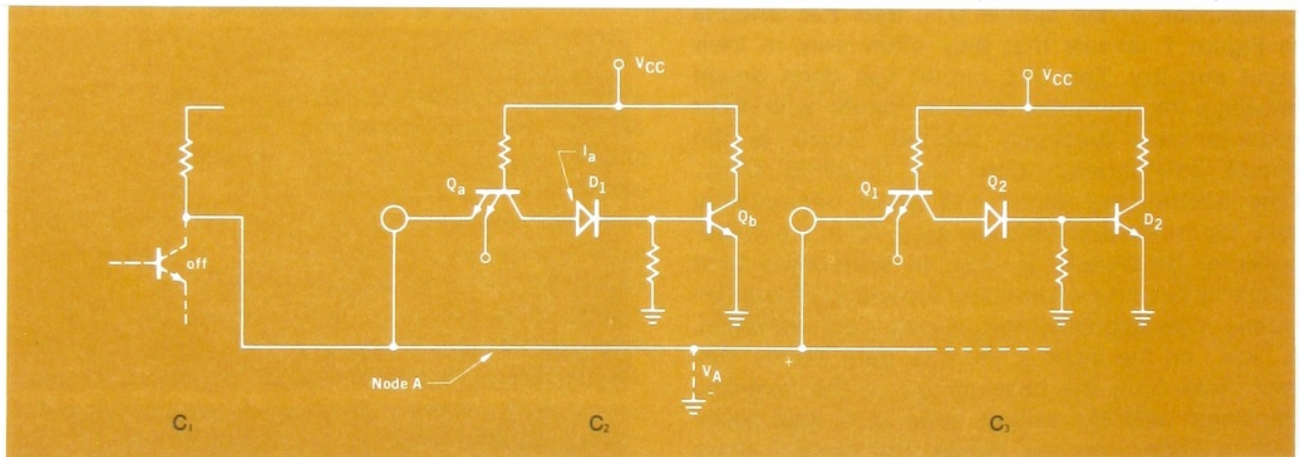 VCC
VCC
Qa
Ia
D1
Qb
Q1
Q2
D2
off
Node A
VA
+
-
C1
C2
C3